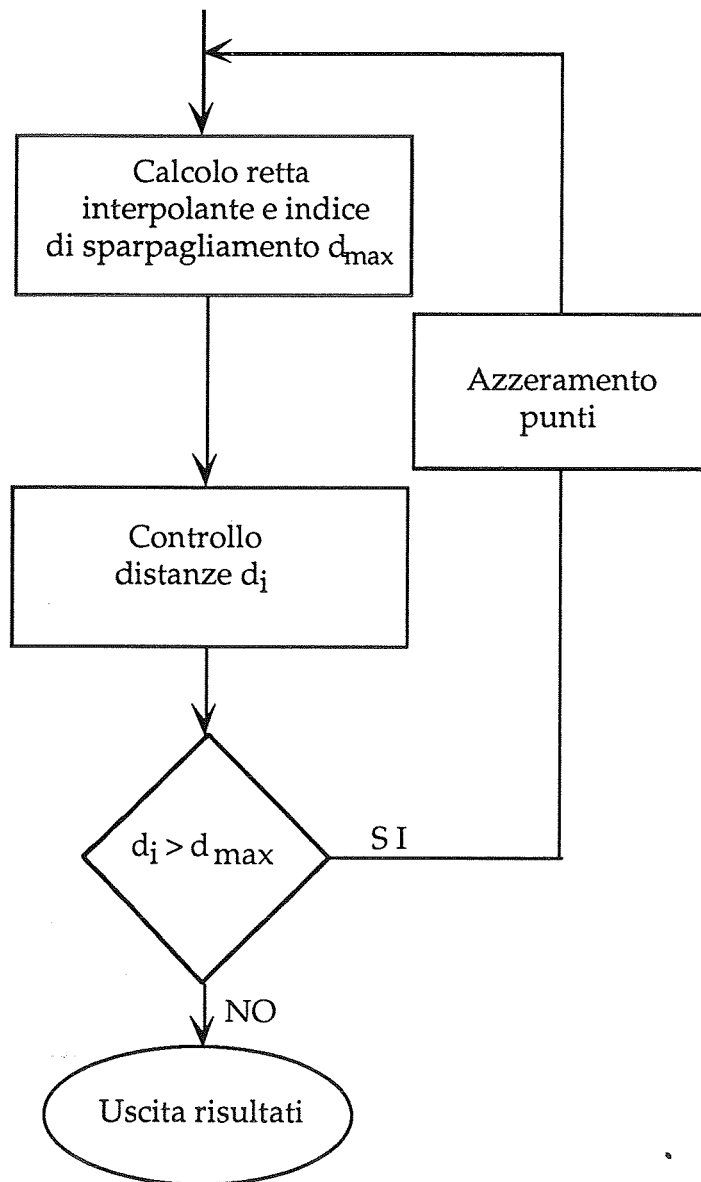 Calcolo retta
interpolante e indice
di sparpagliamento dmax
Azzeramento
punti
Controllo
distanze di
di > dmax
SI
NO
Uscita risultati